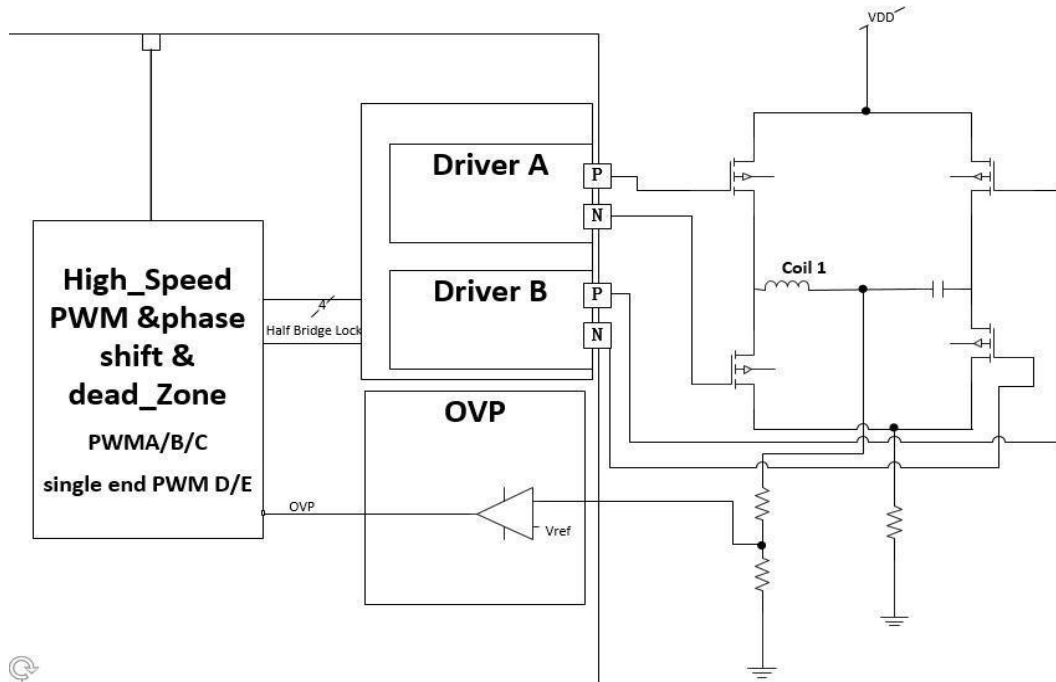 VDD
Driver A
P
N
Driver B
P
N
High_Speed
PWM &phase
shift &
dead_Zone
PWMA/B/C
single end PWM D/E
4
Half Bridge Lock
Coil 1
OVP
OVP
Vref